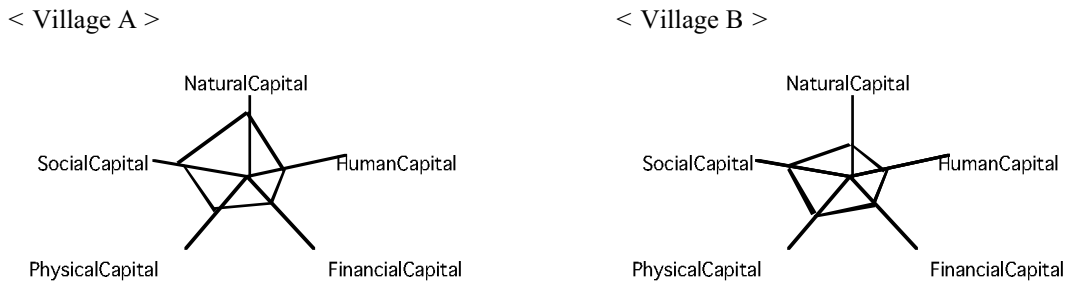 < Village A >
NaturalCapital
SocialCapital
HumanCapital
PhysicalCapital
FinancialCapital
< Village B >
NaturalCapital
SocialCapital
HumanCapital
PhysicalCapital
FinancialCapital